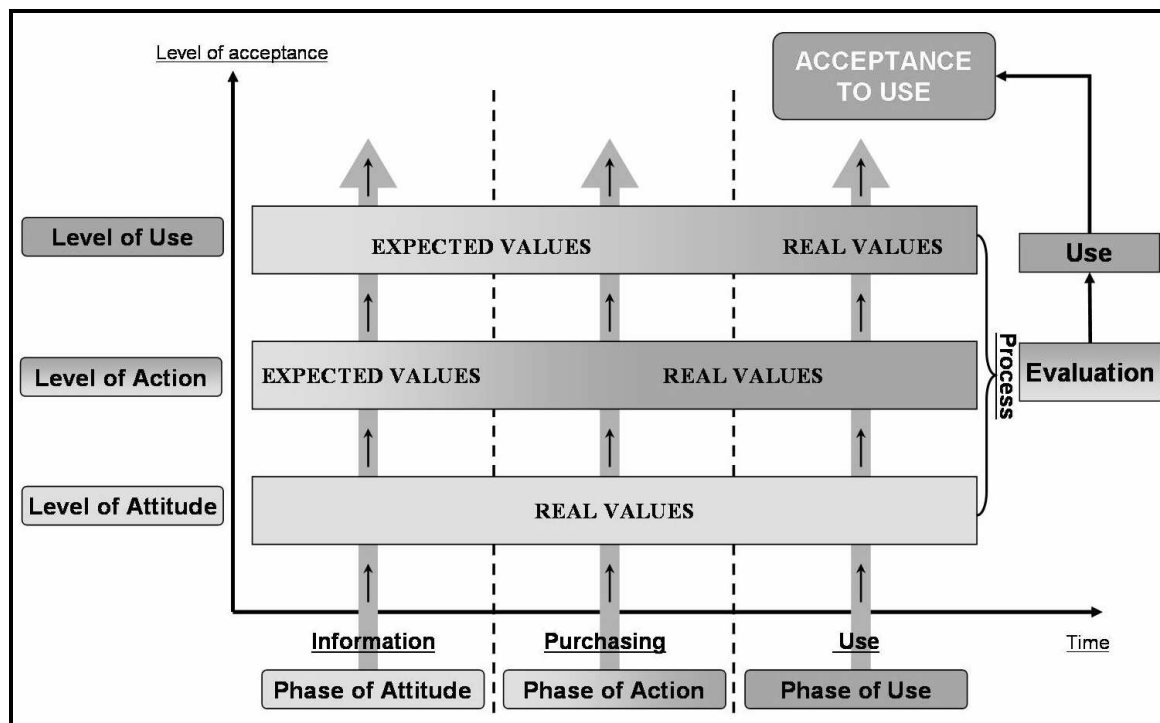 Level of acceptance
ACCEPTANCE
TO USE
Level of Use
EXPECTED VALUES
REAL VALUES
Use
Level of Action
EXPECTED VALUES
REAL VALUES
Process
Evaluation
Level of Attitude
REAL VALUES
Information
Purchasing
Use
Time
Phase of Attitude
Phase of Action
Phase of Use